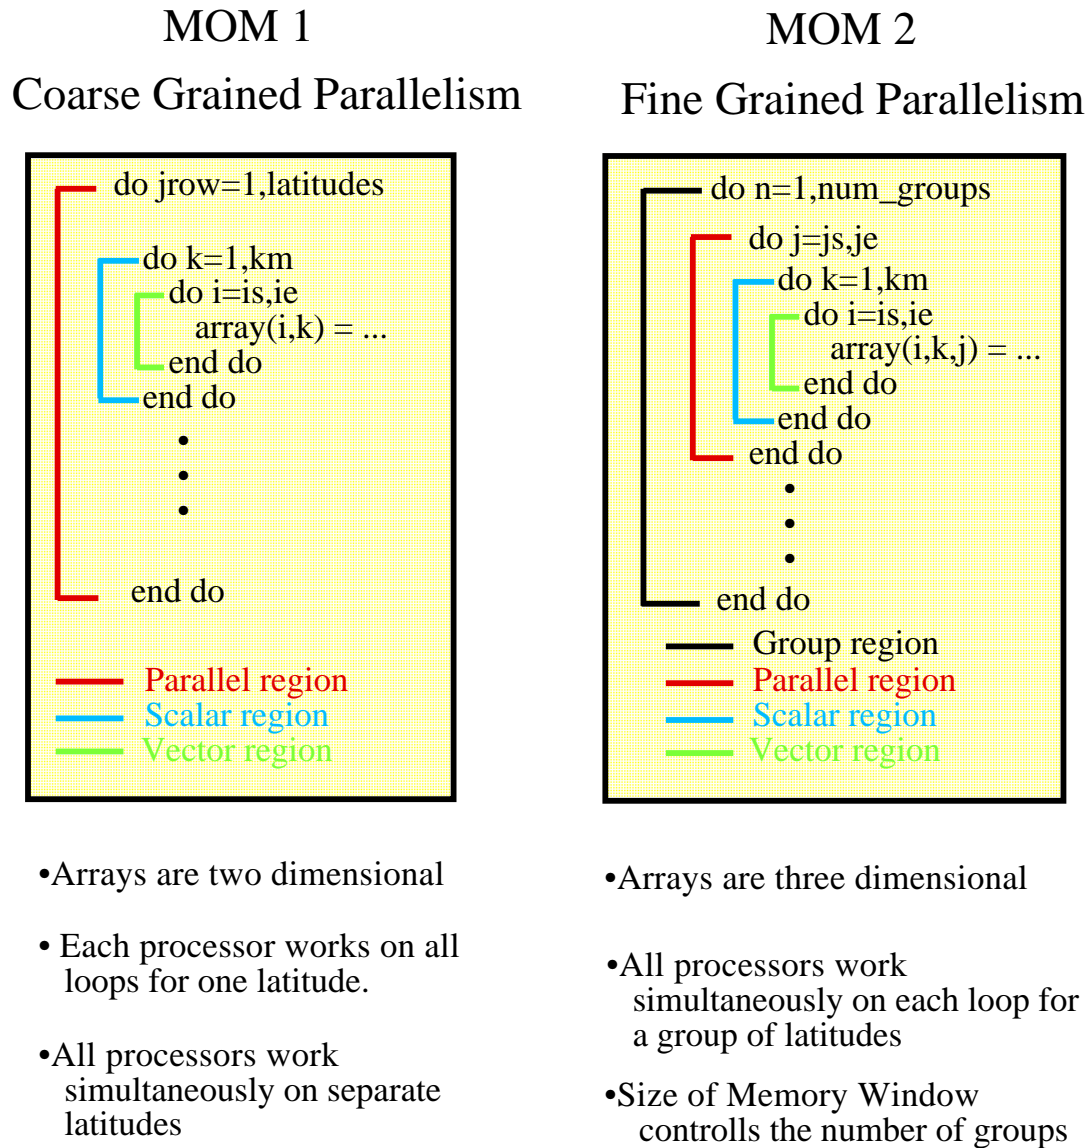 MOM 1
Coarse Grained Parallelism
do jrow=1,latitudes
do k=1,km
do i=is,ie
array(i,k) = ...
end do
end do
end do
Parallel region
Scalar region
Vector region
•Arrays are two dimensional
• Each processor works on all
loops for one latitude.
•All processors work
simultaneously on separate
latitudes
MOM 2
Fine Grained Parallelism
do n=1,num_groups
do j=js,je
do k=1,km
do i=is,ie
array(i,k,j) = ...
end do
end do
end do
end do
Group region
Parallel region
Scalar region
Vector region
•Arrays are three dimensional
•All processors work
simultaneously on each loop for
a group of latitudes
•Size of Memory Window
controlls the number of groups